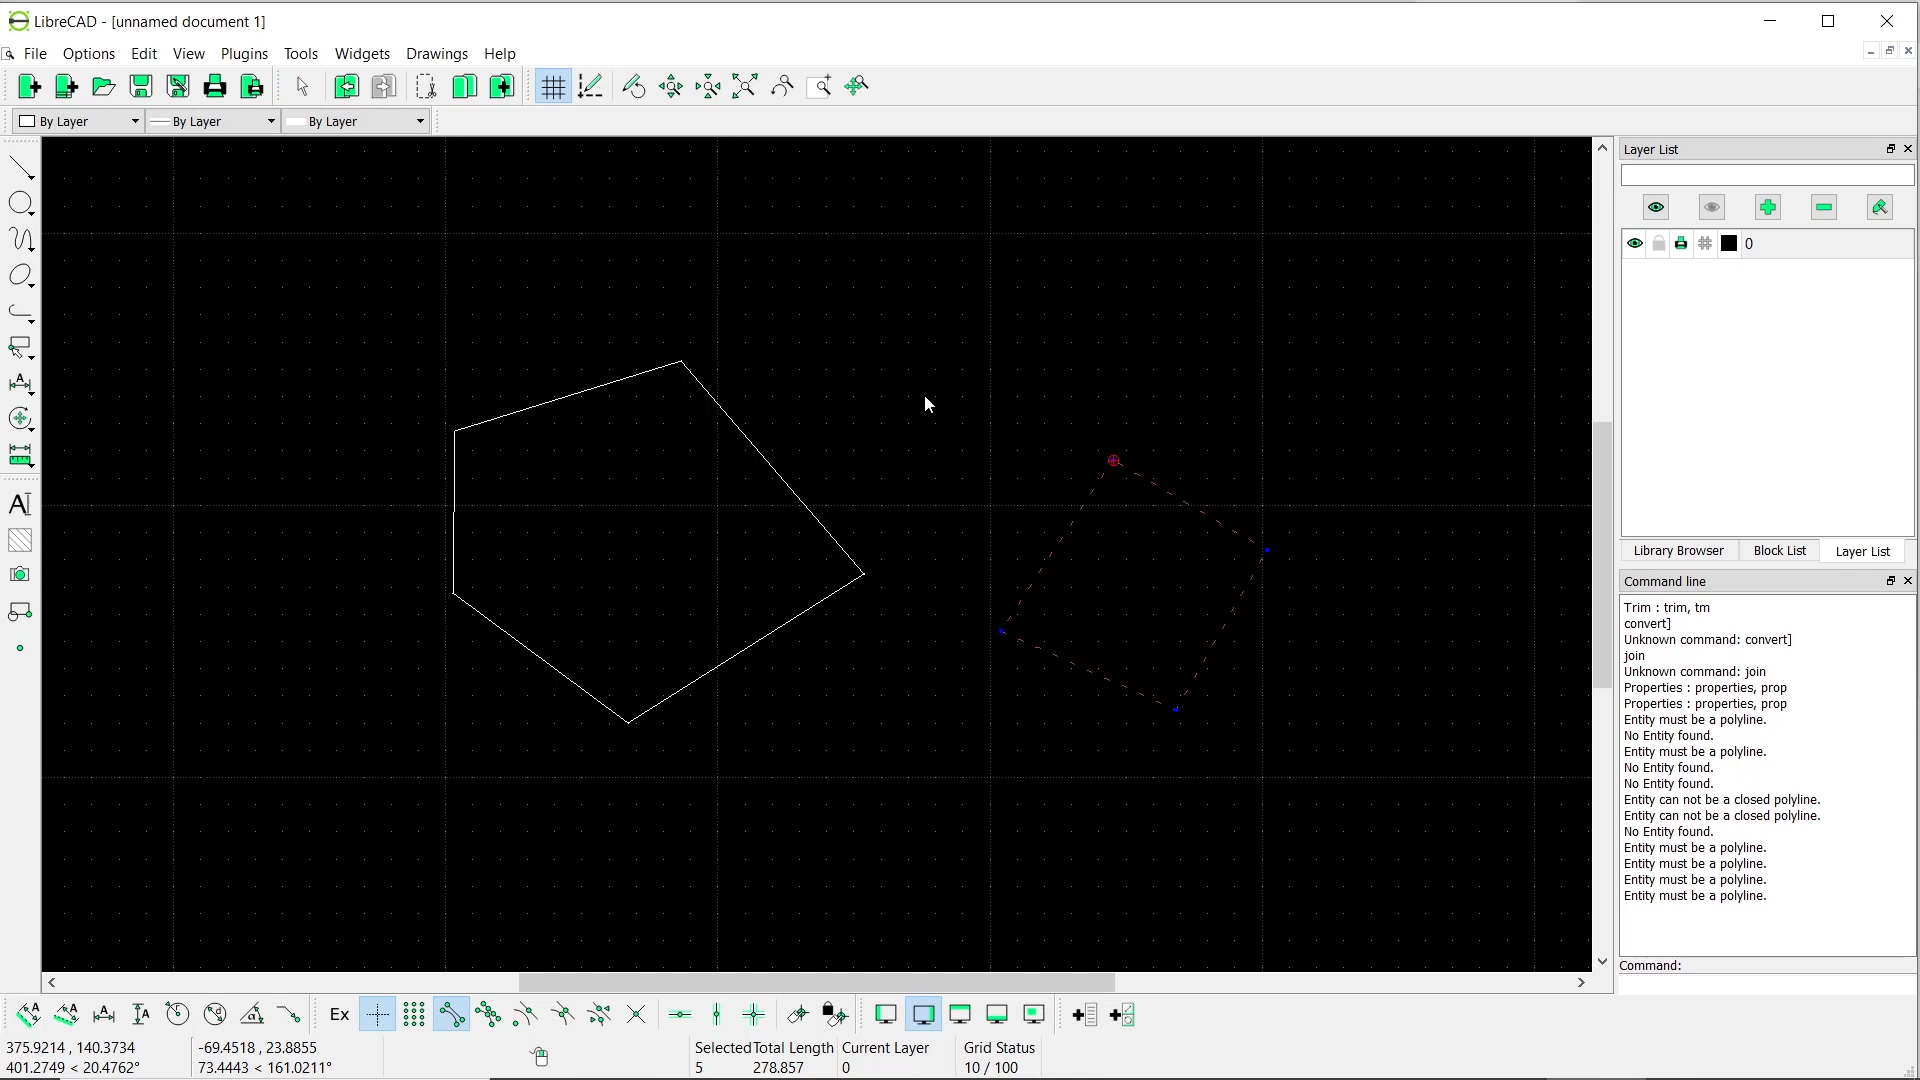 LibreCAD - [unnamed document 1]
File Options Edit View Plugins Tools Widgets Drawings Help
By Layer By Layer By Layer
Layer List
0
Library Browser Block List Layer List
Command line
Trim : trim, tm
convert]
Unknown command: convert]
join
Unknown command: join
Properties : properties, prop
Properties : properties, prop
Entity must be a polyline.
No Entity found.
Entity must be a polyline.
No Entity found.
No Entity found.
Entity can not be a closed polyline.
Entity can not be a closed polyline.
No Entity found.
Entity must be a polyline.
Entity must be a polyline.
Entity must be a polyline.
Entity must be a polyline.
Command:
Ex
375.9214 , 140.3734 -69.4518 , 23.8855 Selected Total Length Current Layer Grid Status
401.2749 < 20.4762° 73.4443 < 161.0211° 5 278.857 0 10 / 100